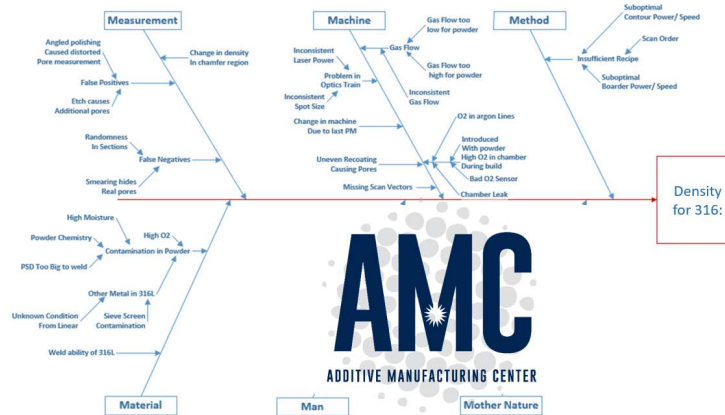 Measurement
Machine
Method
Angled polishing
Caused distorted
Pore measurement
False Positives
Etch causes
Additional pores
Change in density
In chamfer region
Randomness
In Sections
False Negatives
Smearing hides
Real pores
Gas Flow too
low for powder
Gas Flow
Gas Flow too
high for powder
Inconsistent
Gas Flow
Inconsistent
Laser Power
Problem in
Optics Train
Inconsistent
Spot Size
Change in machine
Due to last PM
O2 in argon Lines
Introduced
With powder
High O2 in chamber
During build
Bad O2 Sensor
Chamber Leak
Uneven Recoating
Causing Pores
Missing Scan Vectors
Suboptimal
Contour Power/ Speed
Scan Order
Insufficient Recipe
Suboptimal
Boarder Power/ Speed
Density
for 316:
High Moisture
Powder Chemistry
High O2
Contamination in Powder
PSD Too Big to weld
Other Metal in 316L
Unknown Condition
From Linear
Sieve Screen
Contamination
Weld ability of 316L
AMC
ADDITIVE MANUFACTURING CENTER
Material
Man
Mother Nature